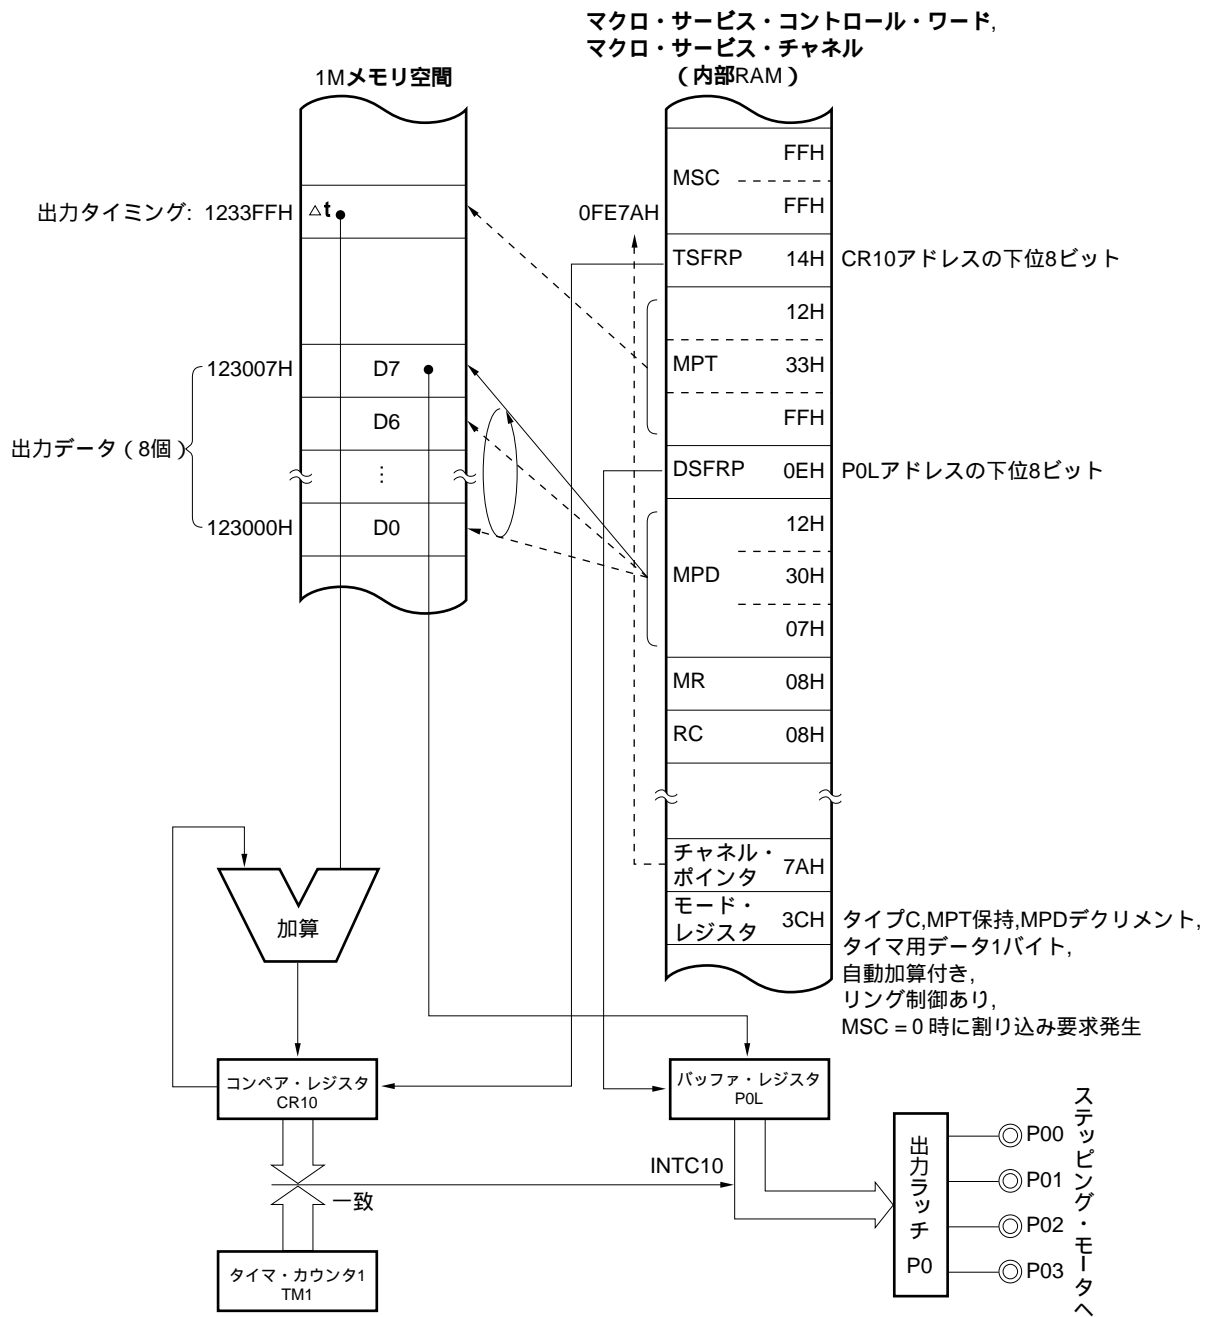 マクロ・サービス・コントロール・ワード,
マクロ・サービス・チャネル
（内部RAM）
1Mメモリ空間
出力タイミング: 1233FFH
△t
123007H
D7
D6
⋮
出力データ（8個）
123000H
D0
0FE7AH
MSC
FFH
FFH
TSFRP 14H
CR10アドレスの下位8ビット
MPT
12H
33H
FFH
DSFRP 0EH
P0Lアドレスの下位8ビット
MPD
12H
30H
07H
MR 08H
RC 08H
チャネル・
ポインタ
7AH
モード・
レジスタ
3CH
タイプC,MPT保持,MPDデクリメント,
タイマ用データ1バイト,
自動加算付き,
リング制御あり,
MSC = 0 時に割り込み要求発生
加算
コンペア・レジスタ
CR10
バッファ・レジスタ
P0L
INTC10
一致
タイマ・カウンタ1
TM1
出力ラッチ
P0
P00
P01
P02
P03
ステッピング・モータへ